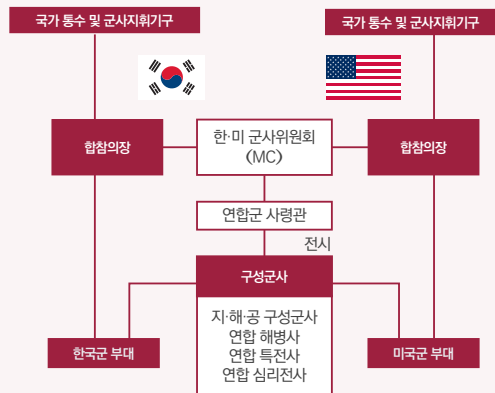 국가 통수 및 군사지휘기구
국가 통수 및 군사지휘기구
합참의장
한·미 군사위원회
(MC)
합참의장
연합군 사령관
전시
구성군사
지·해·공 구성군사
연합 해병사
연합 특전사
연합 심리전사
한국군 부대
미국군 부대